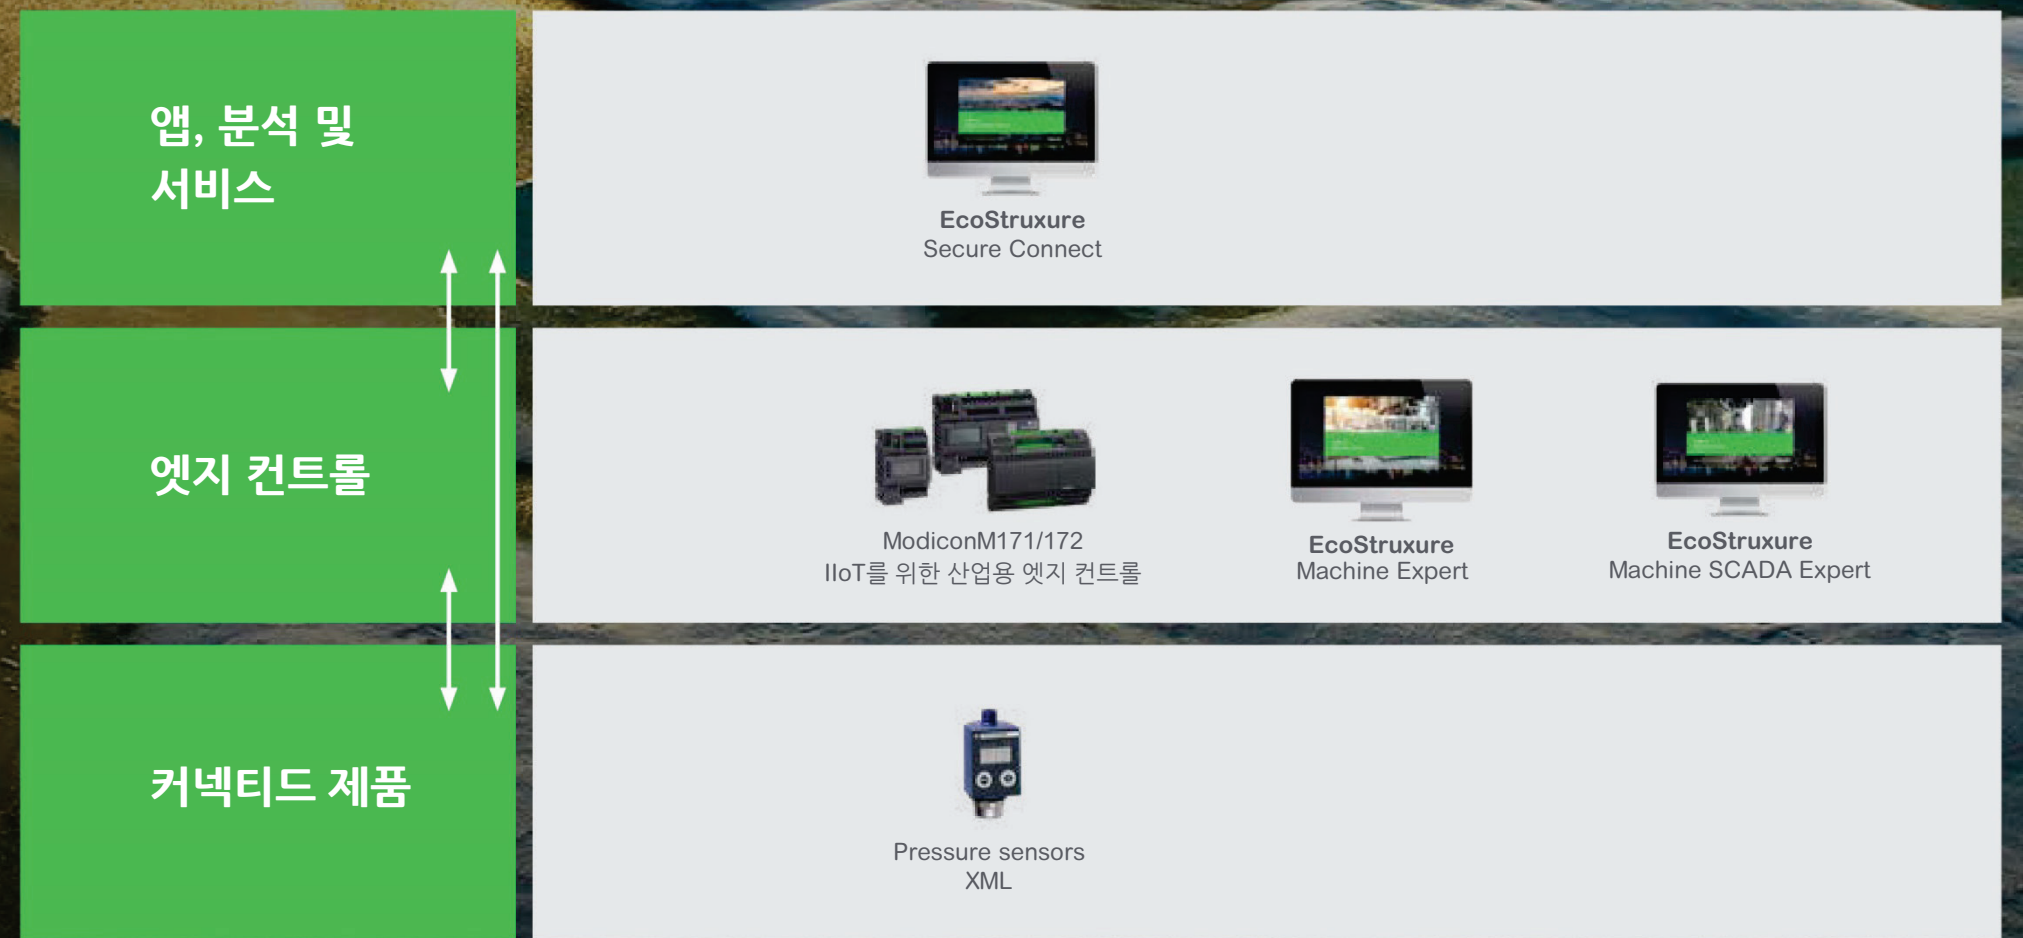 앱, 분석 및
서비스
EcoStruxure
Secure Connect
엣지 컨트롤
ModiconM171/172
IIoT를 위한 산업용 엣지 컨트롤
EcoStruxure
Machine Expert
EcoStruxure
Machine SCADA Expert
커넥티드 제품
Pressure sensors
XML